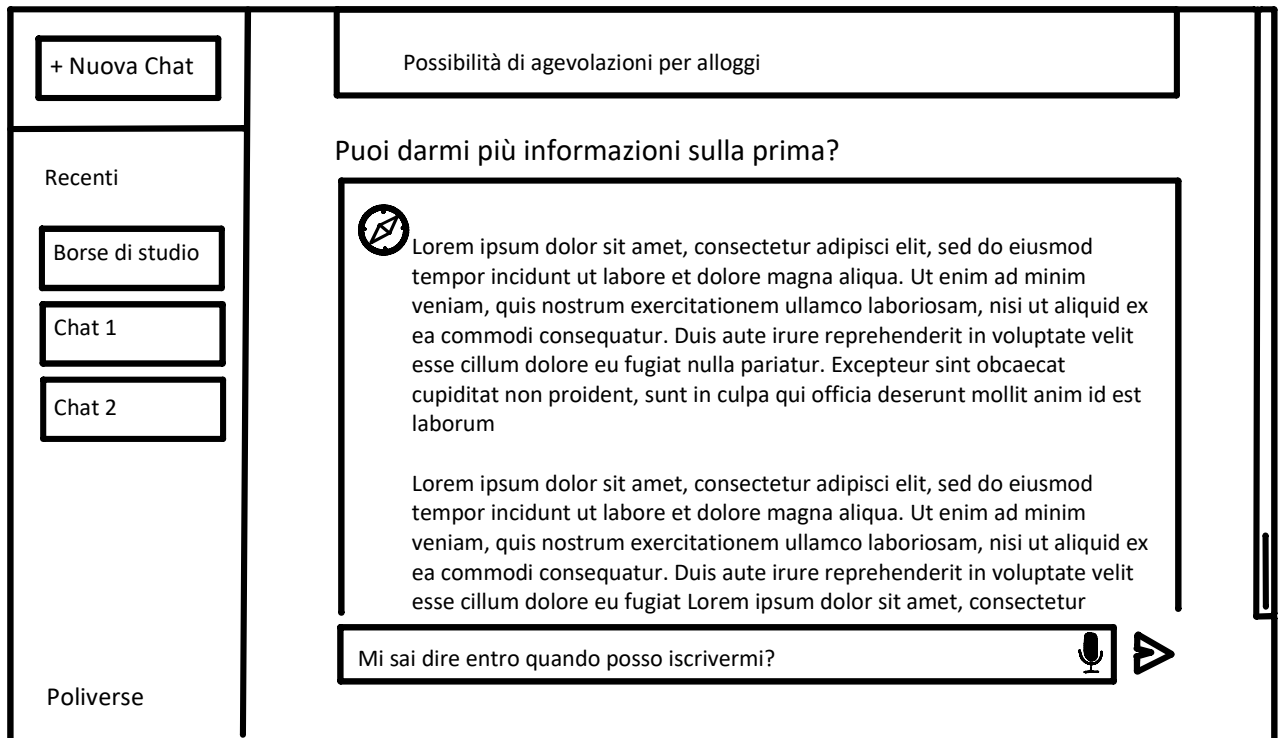 + Nuova Chat
Recenti
Borse di studio
Chat 1
Chat 2
Poliverse
Possibilità di agevolazioni per alloggi
Puoi darmi più informazioni sulla prima?
Lorem ipsum dolor sit amet, consectetur adipisci elit, sed do eiusmod
tempor incidunt ut labore et dolore magna aliqua. Ut enim ad minim
veniam, quis nostrum exercitationem ullamco laboriosam, nisi ut aliquid ex
ea commodi consequatur. Duis aute irure reprehenderit in voluptate velit
esse cillum dolore eu fugiat nulla pariatur. Excepteur sint obcaecat
cupiditat non proident, sunt in culpa qui officia deserunt mollit anim id est
laborum
Lorem ipsum dolor sit amet, consectetur adipisci elit, sed do eiusmod
tempor incidunt ut labore et dolore magna aliqua. Ut enim ad minim
veniam, quis nostrum exercitationem ullamco laboriosam, nisi ut aliquid ex
ea commodi consequatur. Duis aute irure reprehenderit in voluptate velit
esse cillum dolore eu fugiat Lorem ipsum dolor sit amet, consectetur
Mi sai dire entro quando posso iscrivermi?